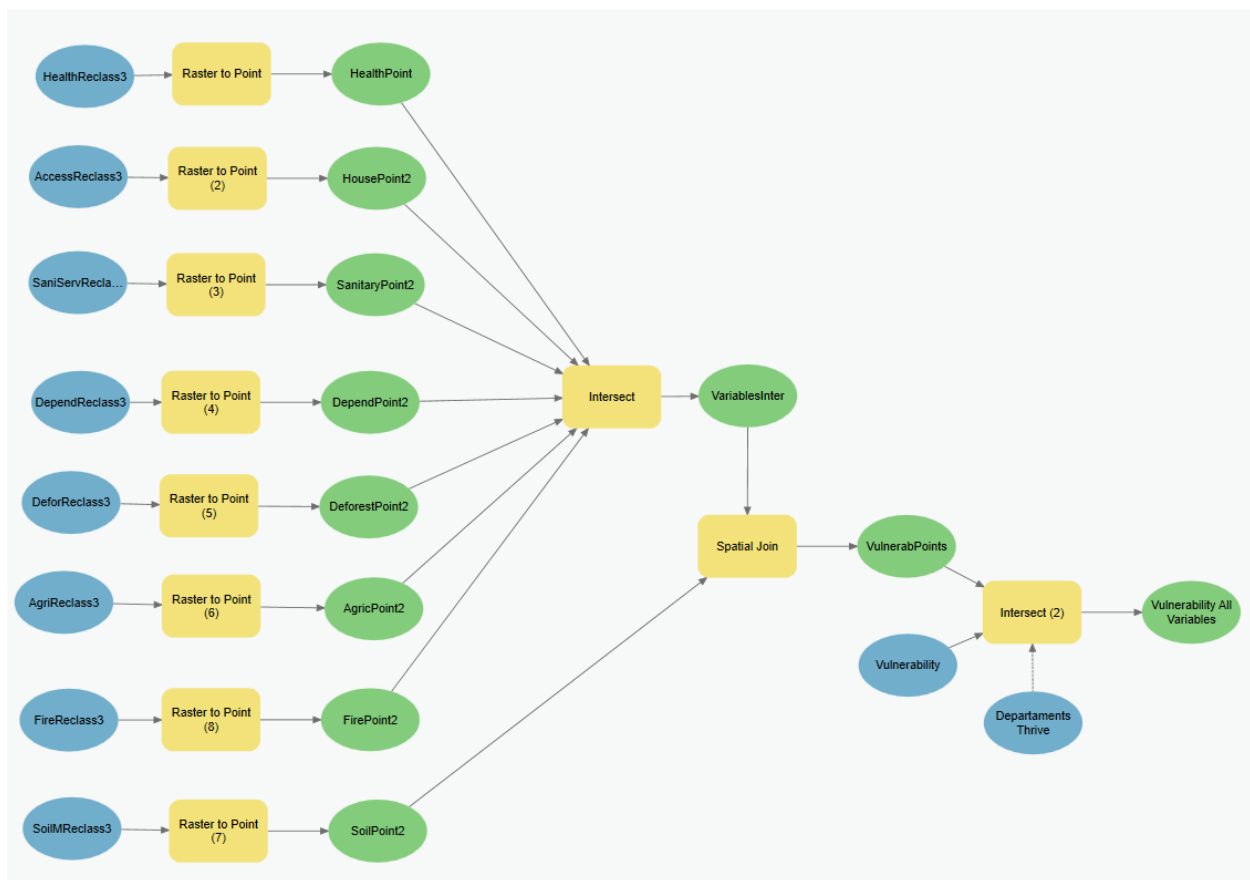 HealthReclass3
Raster to Point
HealthPoint
AccessReclass3
Raster to Point
(2)
HousePoint2
SaniServRecla...
Raster to Point
(3)
SanitaryPoint2
DependReclass3
Raster to Point
(4)
DependPoint2
Intersect
VariablesInter
DeforReclass3
Raster to Point
(5)
DeforestPoint2
Spatial Join
VulnerabPoints
AgriReclass3
Raster to Point
(6)
AgricPoint2
Intersect (2)
Vulnerability All
Variables
Vulnerability
FireReclass3
Raster to Point
(8)
FirePoint2
Departaments
Thrive
SoilMReclass3
Raster to Point
(7)
SoilPoint2